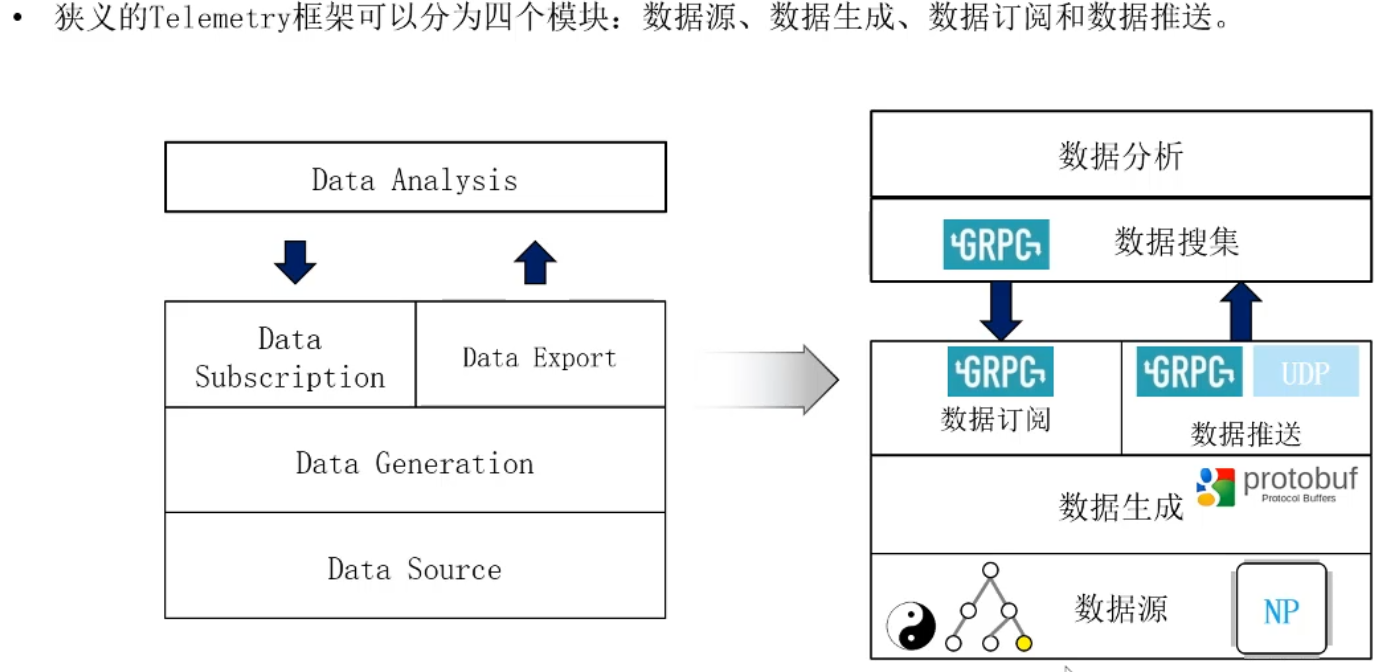 • 狭义的Telemetry框架可以分为四个模块：数据源、数据生成、数据订阅和数据推送。
Data Analysis
Data
Subscription
Data Export
Data Generation
Data Source
数据分析
GRPC 数据搜集
GRPC
数据订阅
GRPC UDP
数据推送
数据生成 protobuf
Protocol Buffers
数据源 NP